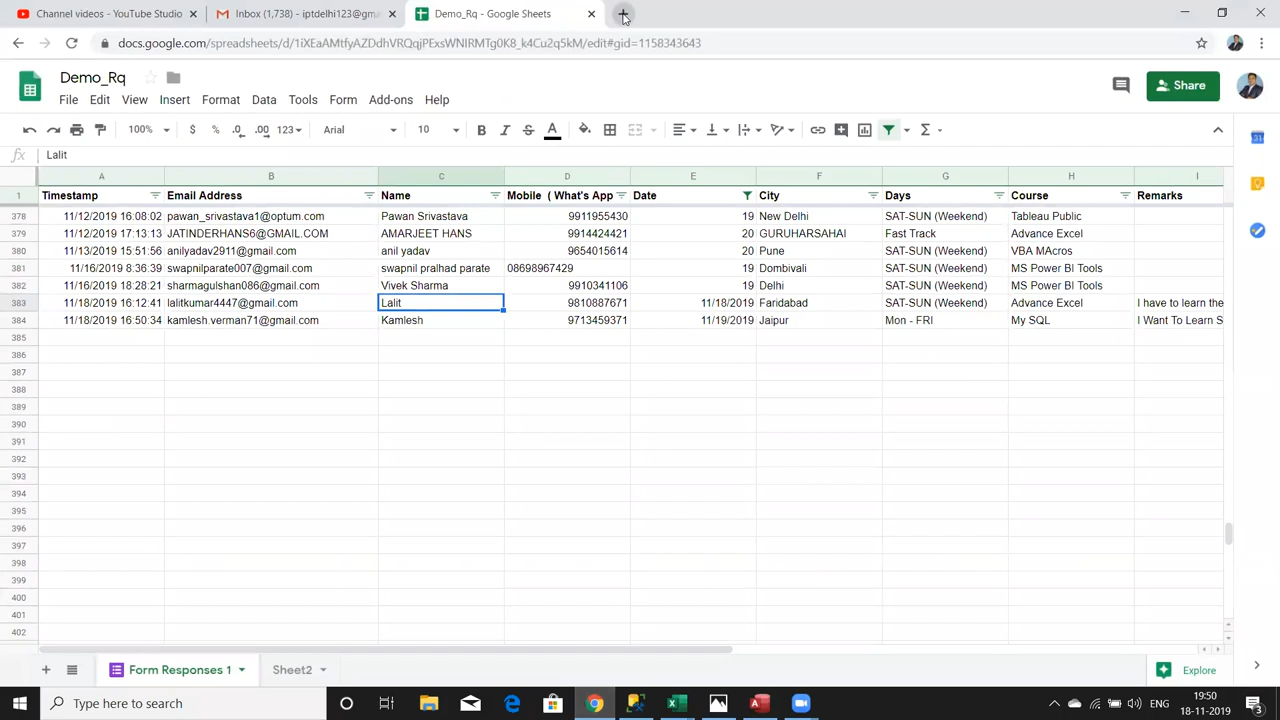 Channel videos - YouTube Studio
Inbox (1,738) - iptdelhi123@gm
Demo_Rq - Google Sheets
docs.google.com/spreadsheets/d/1iXEaAMtfyAZDdhVRQqjPExsWNIRMTg0K8_k4Cu2q5kM/edit#gid=1158343643
Demo_Rq
File Edit View Insert Format Data Tools Form Add-ons Help
Share
100% $ % .0 .00 123 Arial 10 B I S A Σ
31
fx Lalit
A B C D E F G H I
1 Timestamp Email Address Name Mobile ( What's App Date City Days Course Remarks
378 11/12/2019 16:08:02 pawan_srivastava1@optum.com Pawan Srivastava 9911955430 19 New Delhi SAT-SUN (Weekend) Tableau Public
379 11/12/2019 17:13:13 JATINDERHANS6@GMAIL.COM AMARJEET HANS 9914424421 20 GURUHARSAHAI Fast Track Advance Excel
380 11/13/2019 15:51:56 anilyadav2911@gmail.com anil yadav 9654015614 20 Pune SAT-SUN (Weekend) VBA MAcros
381 11/16/2019 8:36:39 swapnilparate007@gmail.com swapnil pralhad parate 08698967429 19 Dombivali SAT-SUN (Weekend) MS Power BI Tools
382 11/16/2019 18:28:21 sharmagulshan086@gmail.com Vivek Sharma 9910341106 19 Delhi SAT-SUN (Weekend) MS Power BI Tools
383 11/18/2019 16:12:41 lalitkumar4447@gmail.com Lalit 9810887671 11/18/2019 Faridabad SAT-SUN (Weekend) Advance Excel I have to learn the
384 11/18/2019 16:50:34 kamlesh.verman71@gmail.com Kamlesh 9713459371 11/19/2019 Jaipur Mon - FRI My SQL I Want To Learn S
385
386
387
388
389
390
391
392
393
394
395
396
397
398
399
400
401
402
Form Responses 1 Sheet2 Explore
Type here to search
ENG
19:50
18-11-2019
3